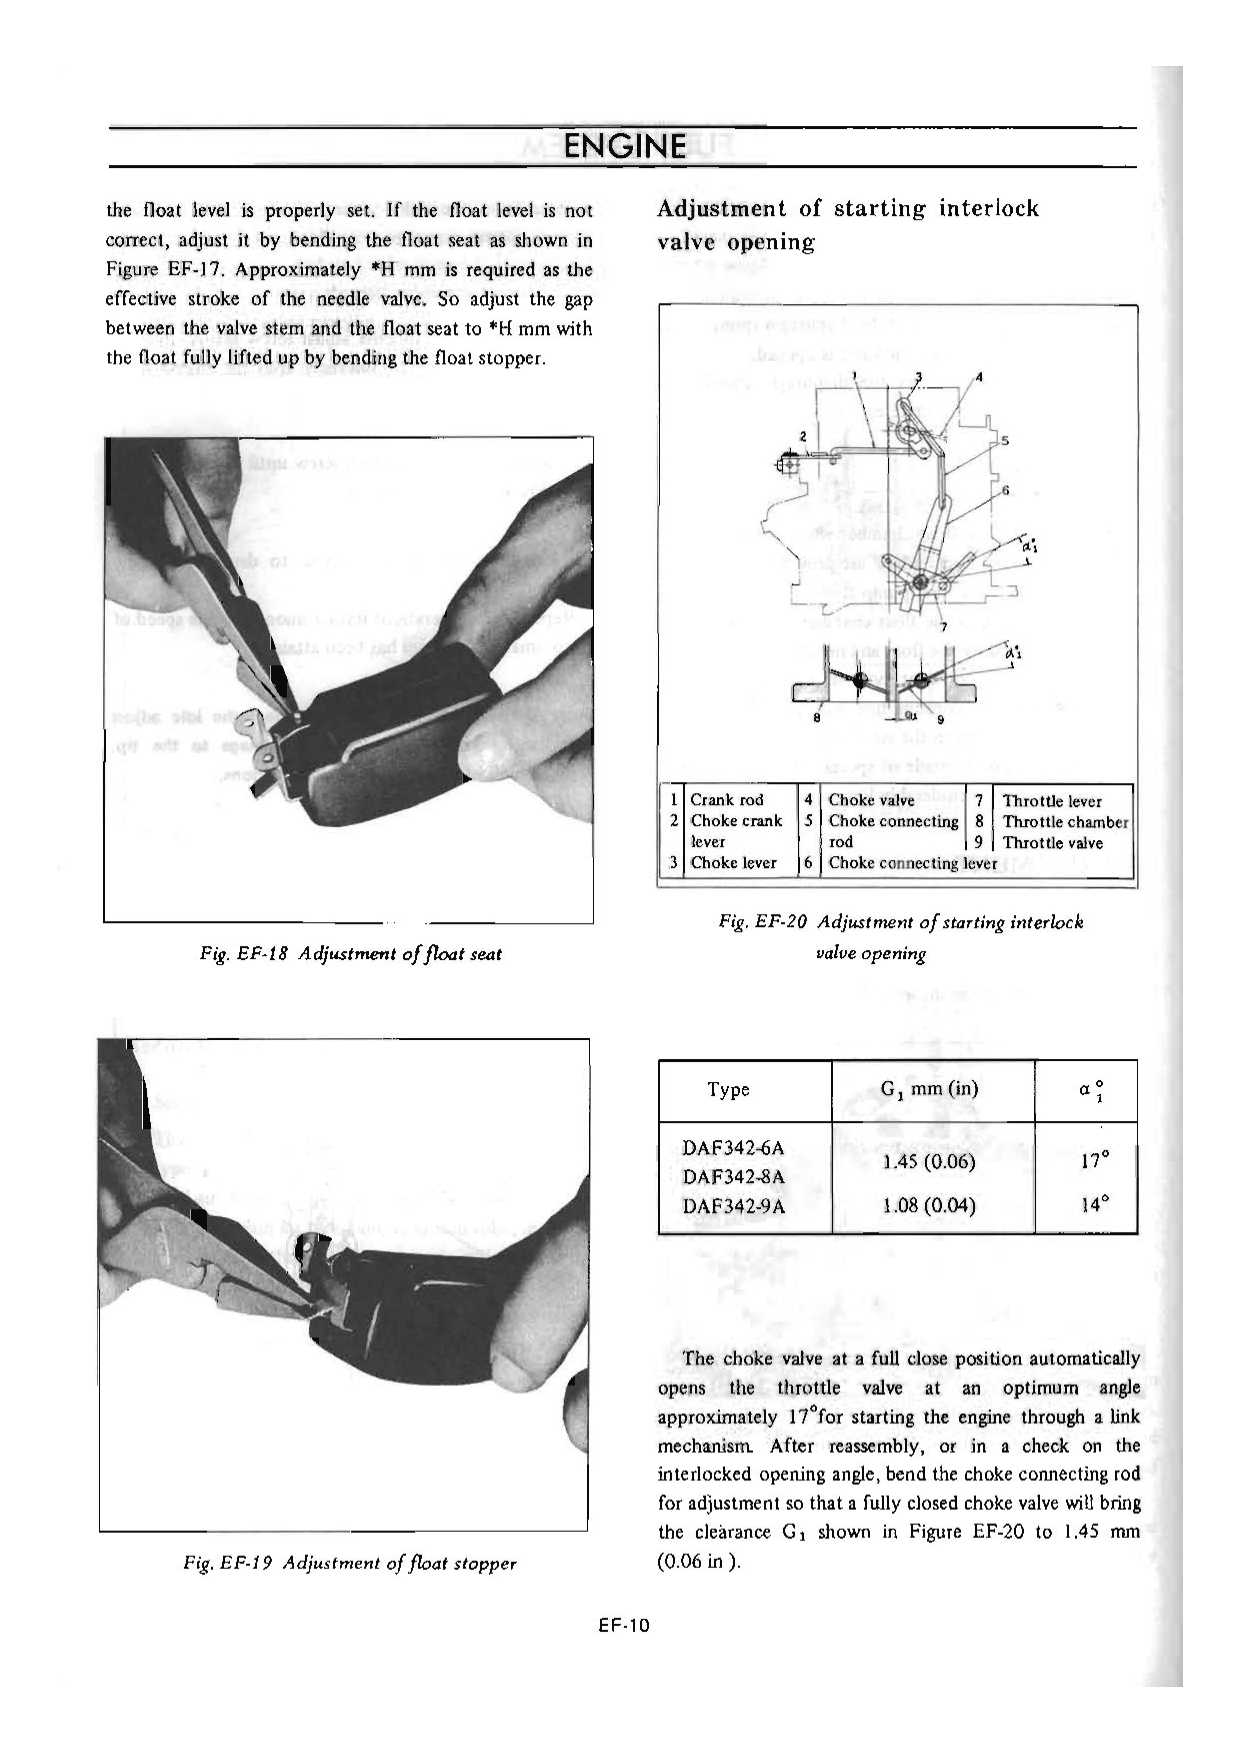 ENGINE
the float level is properly set. If the float level is not
correct, adjust it by bending the float seat as shown in
Figure EF-17. Approximately *H mm is required as the
effective stroke of the needle valve. So adjust the gap
between the valve stem and the float seat to *H mm with
the float fully lifted up by bending the float stopper.
Fig. EF-18 Adjustment of float seat
Fig. EF-19 Adjustment of float stopper
Adjustment of starting interlock
valve opening
1 3 4
2
5
6
α°1
7
α°1
8 9
1 Crank rod 4 Choke valve 7 Throttle lever
2 Choke crank 5 Choke connecting 8 Throttle chamber
lever rod 9 Throttle valve
3 Choke lever 6 Choke connecting lever
Fig. EF-20 Adjustment of starting interlock
valve opening
Type G1 mm (in) α°1
DAF342-6A
1.45 (0.06) 17°
DAF342-8A
DAF342-9A 1.08 (0.04) 14°
The choke valve at a full close position automatically
opens the throttle valve at an optimum angle
approximately 17°for starting the engine through a link
mechanism. After reassembly, or in a check on the
interlocked opening angle, bend the choke connecting rod
for adjustment so that a fully closed choke valve will bring
the clearance G1 shown in Figure EF-20 to 1.45 mm
(0.06 in ).
EF-10